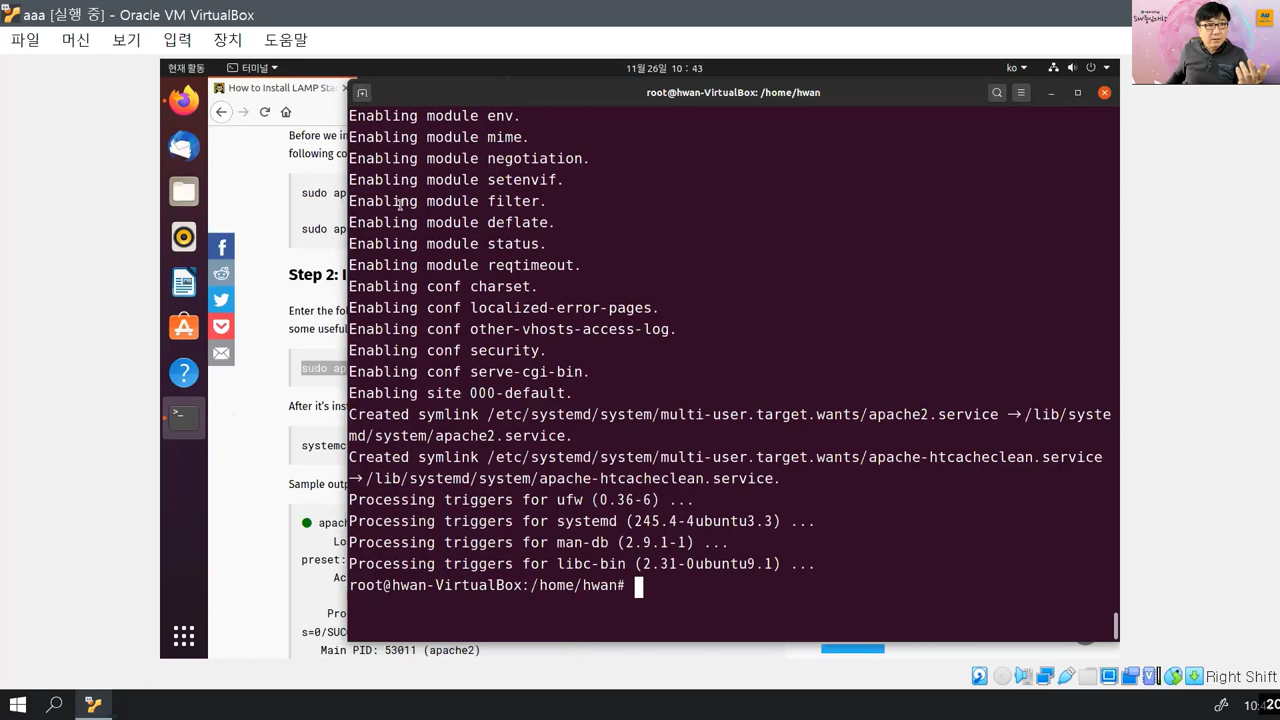 aaa [실행 중] - Oracle VM VirtualBox
파일 머신 보기 입력 장치 도움말
현재 활동 터미널 11월 26일 10 : 43 ko
How to Install LAMP Sta
root@hwan-VirtualBox: /home/hwan
Before we in
following co
sudo ap
sudo ap
Step 2: I
Enter the fo
some useful
sudo ap
After it's inst
systemc
Sample outp
apach
Lo
preset:
Ac
Pro
s=0/SUC
Main PID: 53011 (apache2)
Enabling module env.
Enabling module mime.
Enabling module negotiation.
Enabling module setenvif.
Enabling module filter.
Enabling module deflate.
Enabling module status.
Enabling module reqtimeout.
Enabling conf charset.
Enabling conf localized-error-pages.
Enabling conf other-vhosts-access-log.
Enabling conf security.
Enabling conf serve-cgi-bin.
Enabling site 000-default.
Created symlink /etc/systemd/system/multi-user.target.wants/apache2.service → /lib/syste
md/system/apache2.service.
Created symlink /etc/systemd/system/multi-user.target.wants/apache-htcacheclean.service
→ /lib/systemd/system/apache-htcacheclean.service.
Processing triggers for ufw (0.36-6) ...
Processing triggers for systemd (245.4-4ubuntu3.3) ...
Processing triggers for man-db (2.9.1-1) ...
Processing triggers for libc-bin (2.31-0ubuntu9.1) ...
root@hwan-VirtualBox:/home/hwan#
Right Shift
SW중심대학